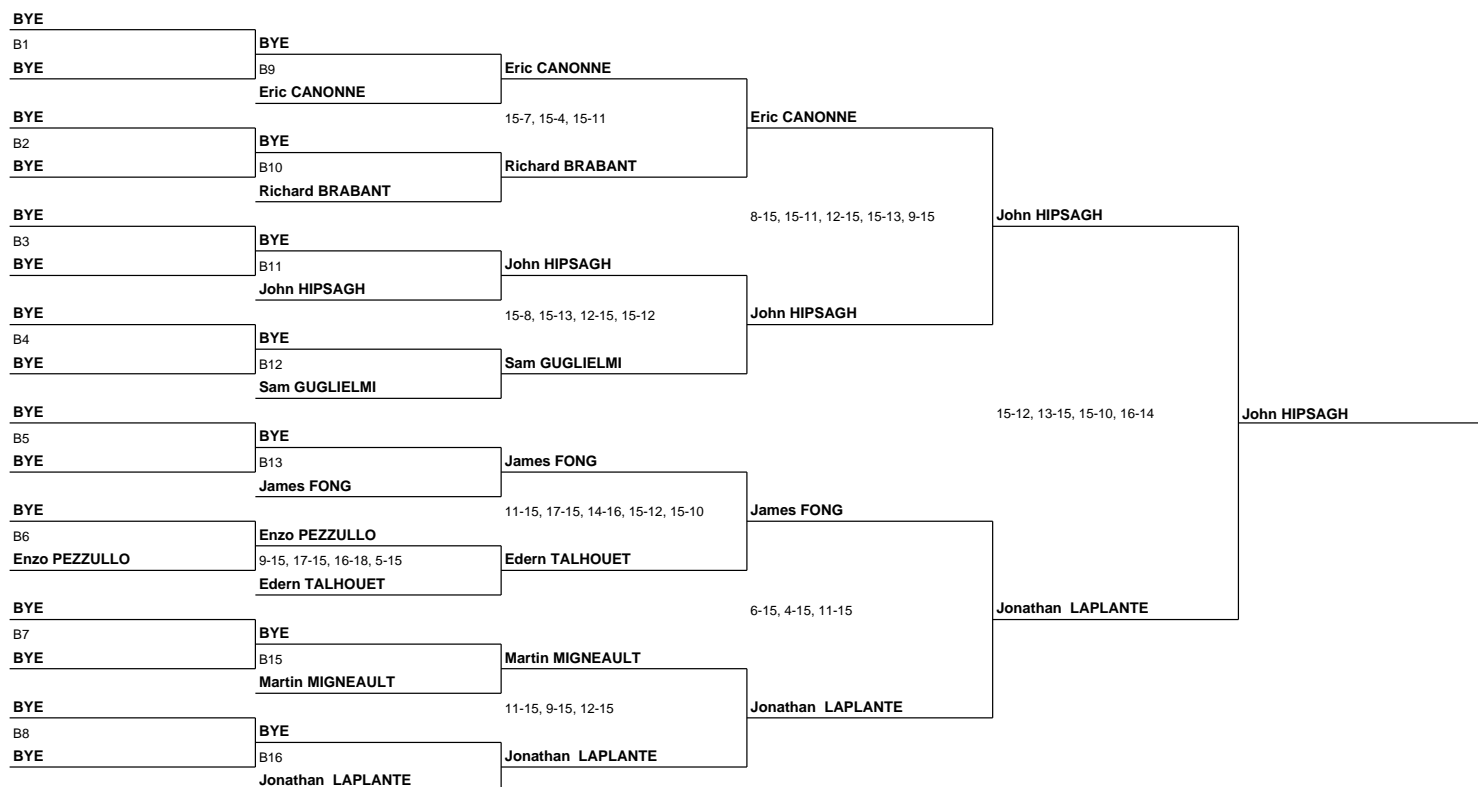 BYE
B1
BYE
BYE
B9
Eric CANONNE
Eric CANONNE
BYE
B2
BYE
15-7, 15-4, 15-11
Eric CANONNE
BYE
B10
Richard BRABANT
Richard BRABANT
BYE
B3
BYE
8-15, 15-11, 12-15, 15-13, 9-15
John HIPSAGH
BYE
B11
John HIPSAGH
John HIPSAGH
BYE
B4
BYE
15-8, 15-13, 12-15, 15-12
John HIPSAGH
BYE
B12
Sam GUGLIELMI
Sam GUGLIELMI
BYE
B5
BYE
15-12, 13-15, 15-10, 16-14
John HIPSAGH
BYE
B13
James FONG
James FONG
BYE
B6
Enzo PEZZULLO
11-15, 17-15, 14-16, 15-12, 15-10
James FONG
Enzo PEZZULLO
9-15, 17-15, 16-18, 5-15
Edern TALHOUET
Edern TALHOUET
BYE
B7
BYE
6-15, 4-15, 11-15
Jonathan  LAPLANTE
BYE
B15
Martin MIGNEAULT
Martin MIGNEAULT
BYE
B8
BYE
11-15, 9-15, 12-15
Jonathan  LAPLANTE
BYE
B16
Jonathan  LAPLANTE
Jonathan  LAPLANTE